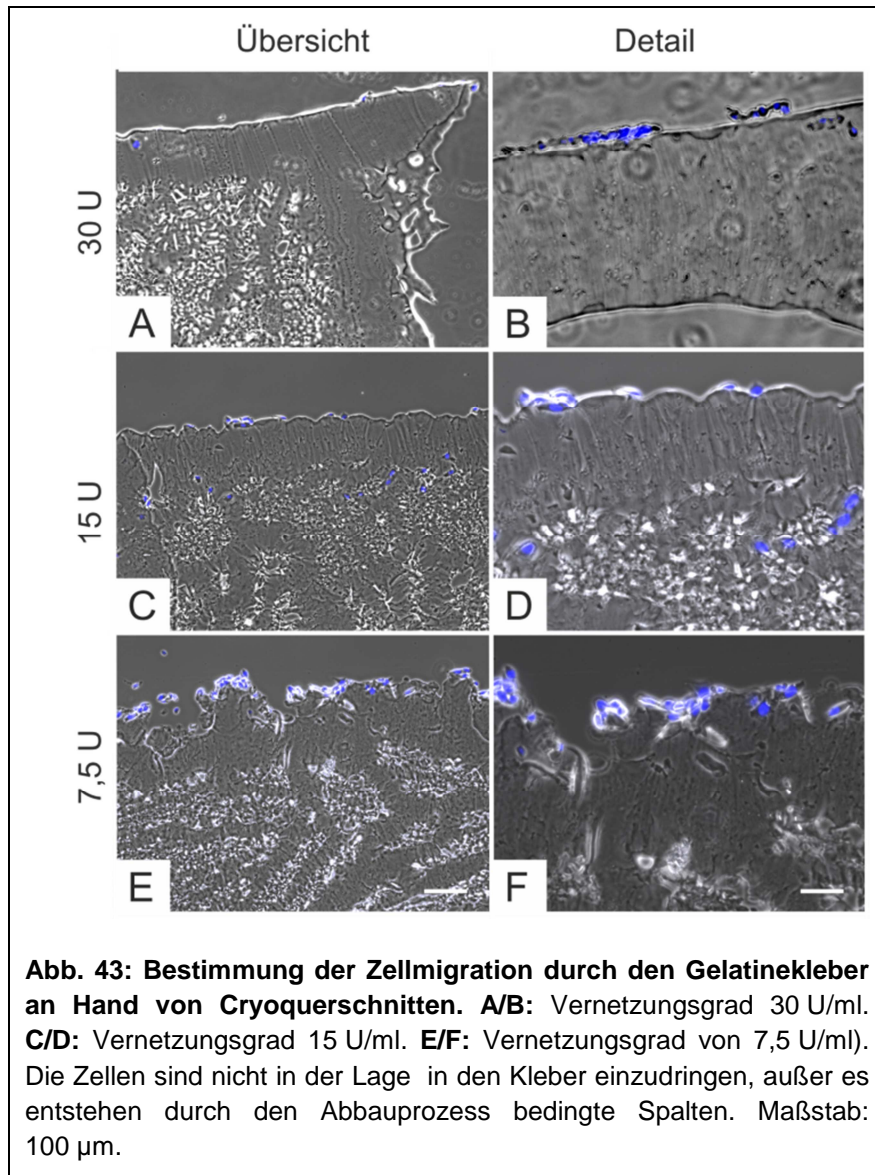 Übersicht Detail
30 U
A B
15 U
C D
7,5 U
E F
Abb. 43: Bestimmung der Zellmigration durch den Gelatinekleber
an Hand von Cryoquerschnitten. A/B: Vernetzungsgrad 30 U/ml.
C/D: Vernetzungsgrad 15 U/ml. E/F: Vernetzungsgrad von 7,5 U/ml).
Die Zellen sind nicht in der Lage in den Kleber einzudringen, außer es
entstehen durch den Abbauprozess bedingte Spalten. Maßstab:
100 µm.